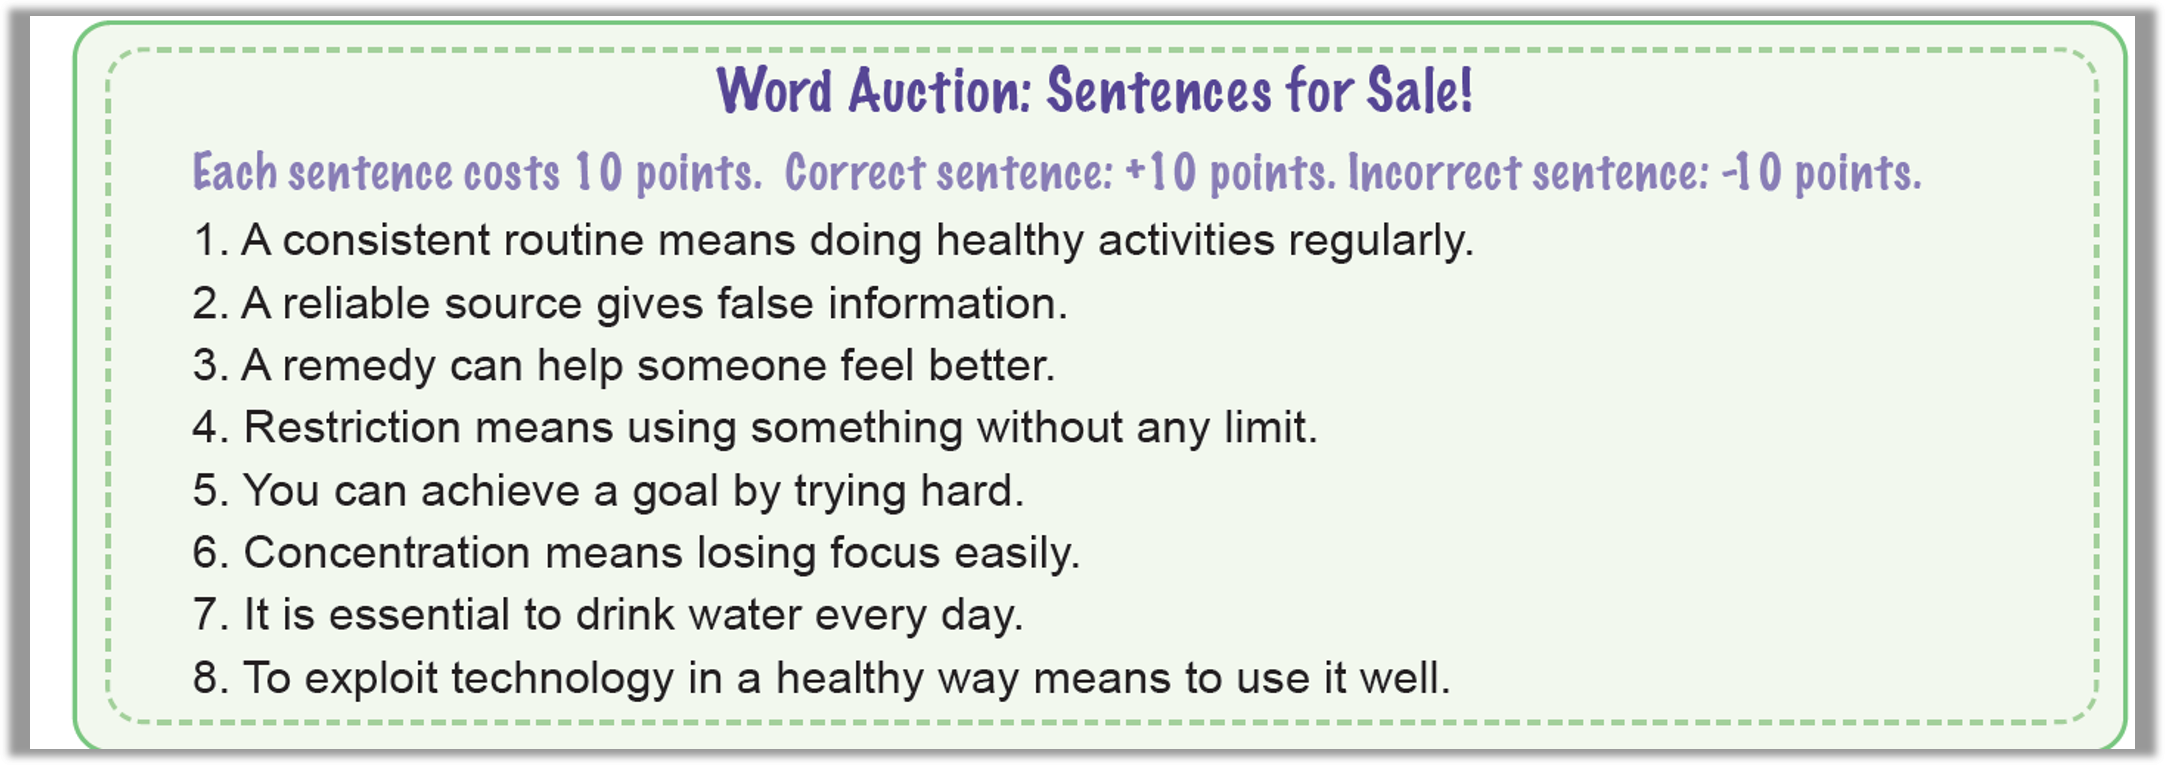 Word Auction: Sentences for Sale!
Each sentence costs 10 points. Correct sentence: +10 points. Incorrect sentence: -10 points.
1. A consistent routine means doing healthy activities regularly.
2. A reliable source gives false information.
3. A remedy can help someone feel better.
4. Restriction means using something without any limit.
5. You can achieve a goal by trying hard.
6. Concentration means losing focus easily.
7. It is essential to drink water every day.
8. To exploit technology in a healthy way means to use it well.